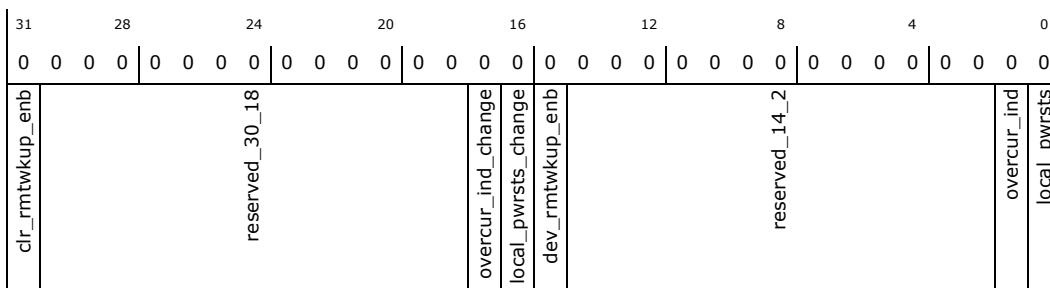 31 28 24 20 16 12 8 4 0
0 0 0 0 0 0 0 0 0 0 0 0 0 0 0 0 0 0 0 0 0 0 0 0 0 0 0 0 0 0 0 0
clr_rmtwkup_enb
reserved_30_18
overcur_ind_change
local_pwrsts_change
dev_rmtwkup_enb
reserved_14_2
overcur_ind
local_pwrsts